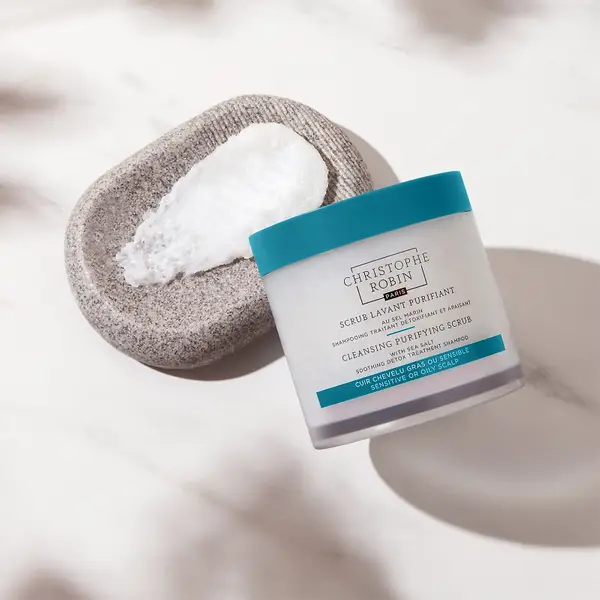 CHRISTOPHE
ROBIN
PARIS
SCRUB LAVANT PURIFIANT
AU SEL MARIN
SHAMPOOING TRAITANT DÉTOXIFIANT ET APAISANT
CLEANSING PURIFYING SCRUB
WITH SEA SALT
SOOTHING DETOX TREATMENT SHAMPOO
CUIR CHEVELU GRAS OU SENSIBLE
SENSITIVE OR OILY SCALP